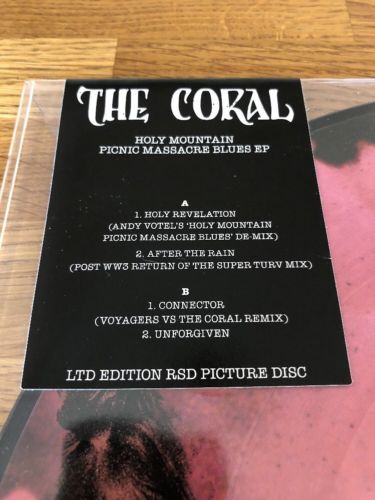 THE CORAL
HOLY MOUNTAIN
PICNIC MASSACRE BLUES EP
A
1. HOLY REVELATION
(ANDY VOTEL'S 'HOLY MOUNTAIN
PICNIC MASSACRE BLUES' DE-MIX)
2. AFTER THE RAIN
(POST WW3 RETURN OF THE SUPER TURV MIX)
B
1. CONNECTOR
(VOYAGERS VS THE CORAL REMIX)
2. UNFORGIVEN
LTD EDITION RSD PICTURE DISC